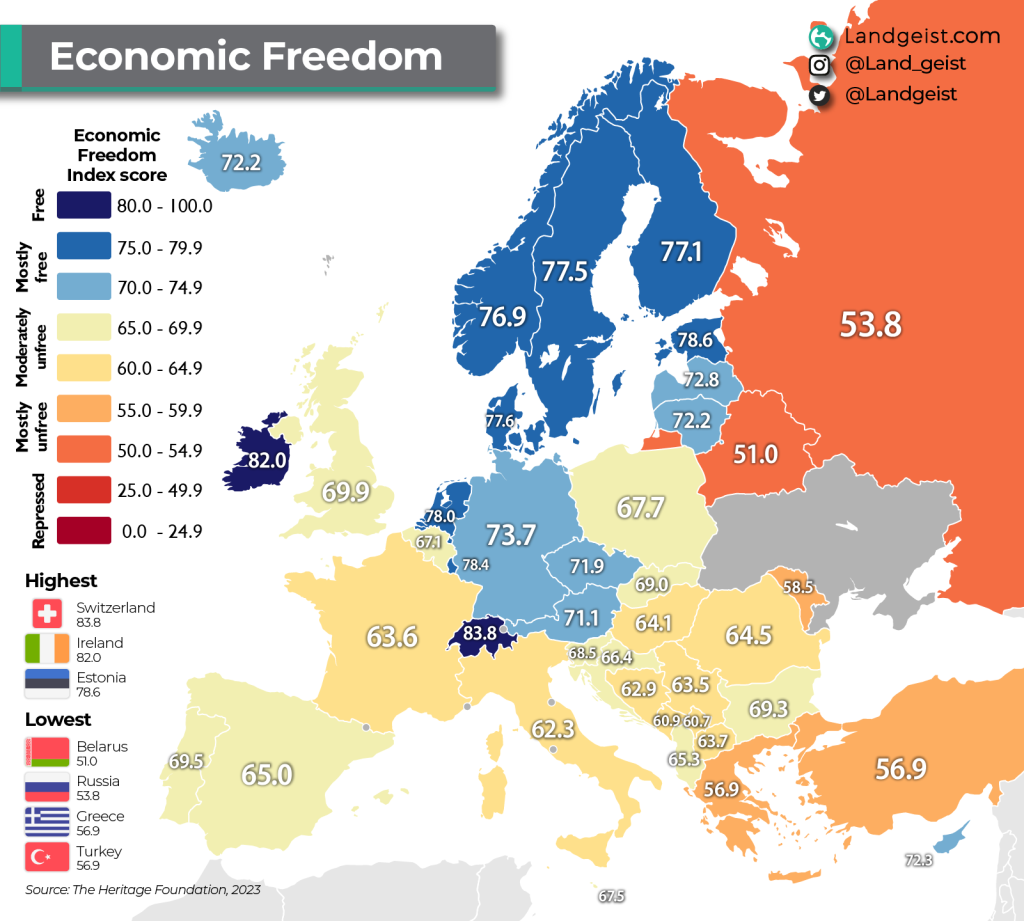 Economic Freedom
Landgeist.com
@Land_geist
@Landgeist
Economic
Freedom
Index score
Free
80.0 - 100.0
Mostly
free
75.0 - 79.9
70.0 - 74.9
Moderately
unfree
65.0 - 69.9
60.0 - 64.9
Mostly
unfree
55.0 - 59.9
50.0 - 54.9
Repressed
25.0 - 49.9
0.0 - 24.9
72.2
77.1
77.5
76.9
53.8
78.6
72.8
72.2
77.6
51.0
82.0
69.9
78.0
67.1
73.7
67.7
78.4
71.9
69.0
58.5
71.1
64.1
64.5
63.6
83.8
68.5
66.4
62.9
63.5
69.3
60.9
60.7
62.3
63.7
65.3
69.5
65.0
56.9
56.9
72.3
67.5
Highest
Switzerland
83.8
Ireland
82.0
Estonia
78.6
Lowest
Belarus
51.0
Russia
53.8
Greece
56.9
Turkey
56.9
Source: The Heritage Foundation, 2023